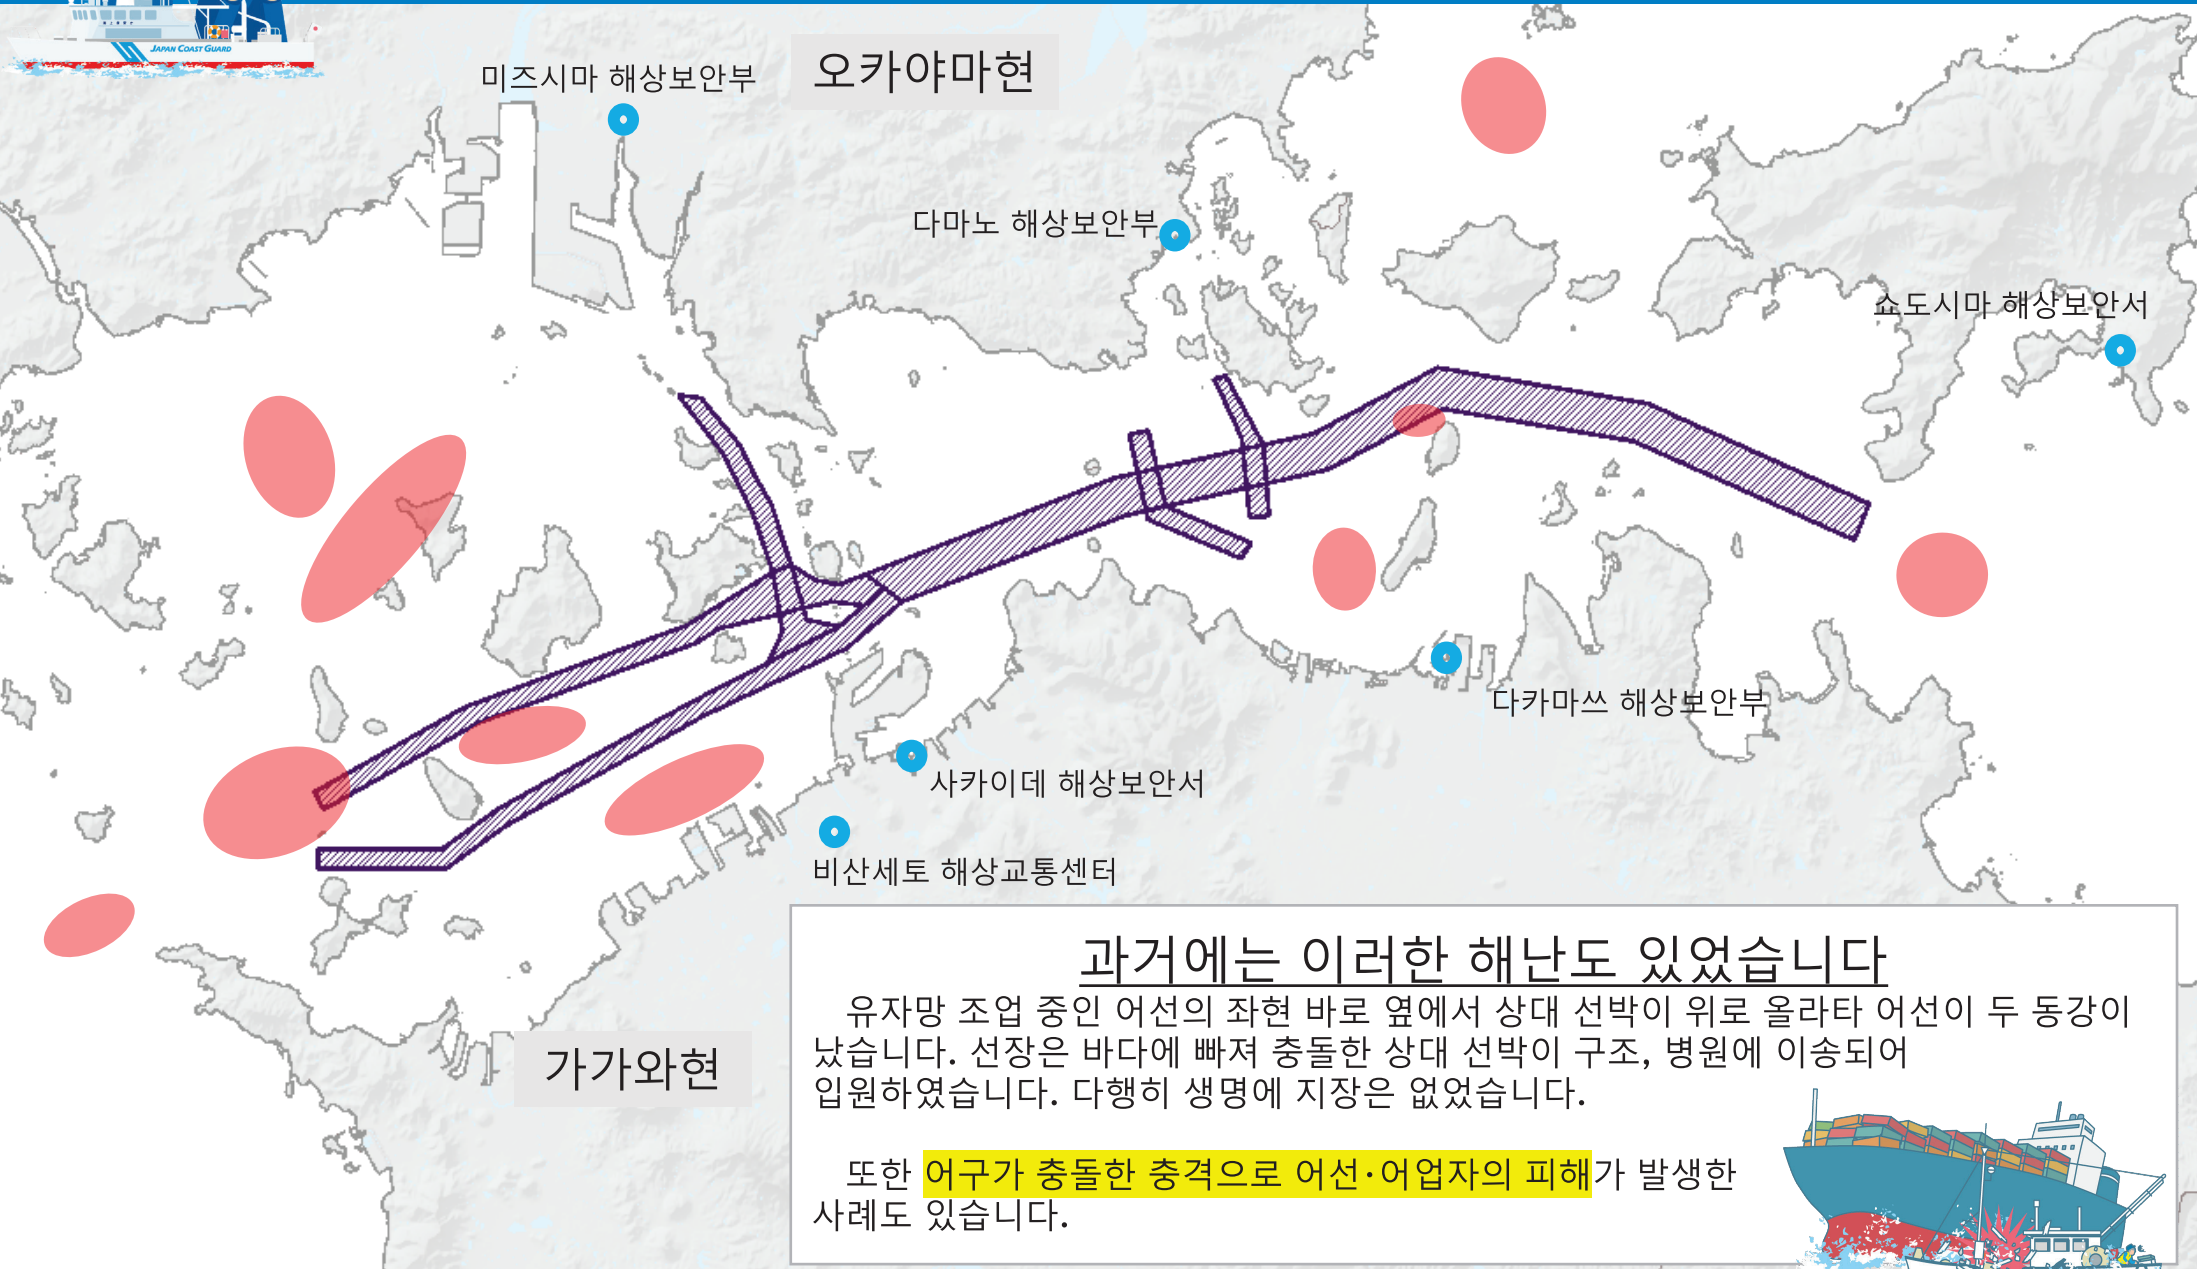 JAPAN COAST GUARD
미즈시마 해상보안부
오카야마현
다마노 해상보안부
쇼도시마 해상보안서
다카마쓰 해상보안부
사카이데 해상보안서
비산세토 해상교통센터
가가와현
과거에는 이러한 해난도 있었습니다
유자망 조업 중인 어선의 좌현 바로 옆에서 상대 선박이 위로 올라타 어선이 두 동강이
났습니다. 선장은 바다에 빠져 충돌한 상대 선박이 구조, 병원에 이송되어
입원하였습니다. 다행히 생명에 지장은 없었습니다.
또한 어구가 충돌한 충격으로 어선·어업자의 피해가 발생한
사례도 있습니다.